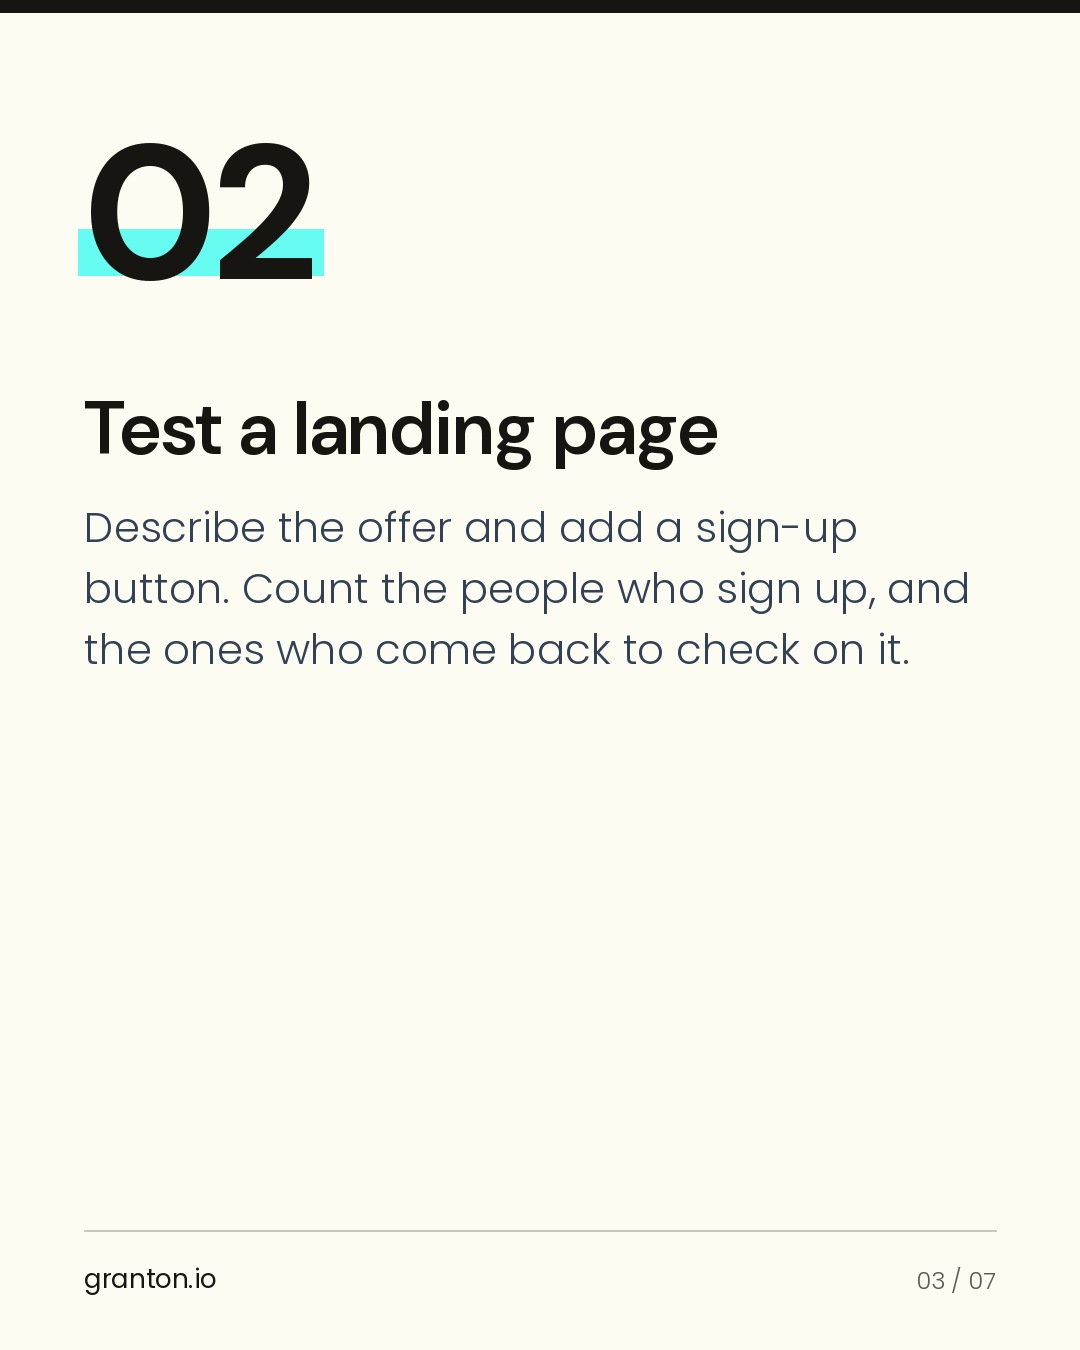 02
Test a landing page
Describe the offer and add a sign-up
button. Count the people who sign up, and
the ones who come back to check on it.
granton.io
03 / 07